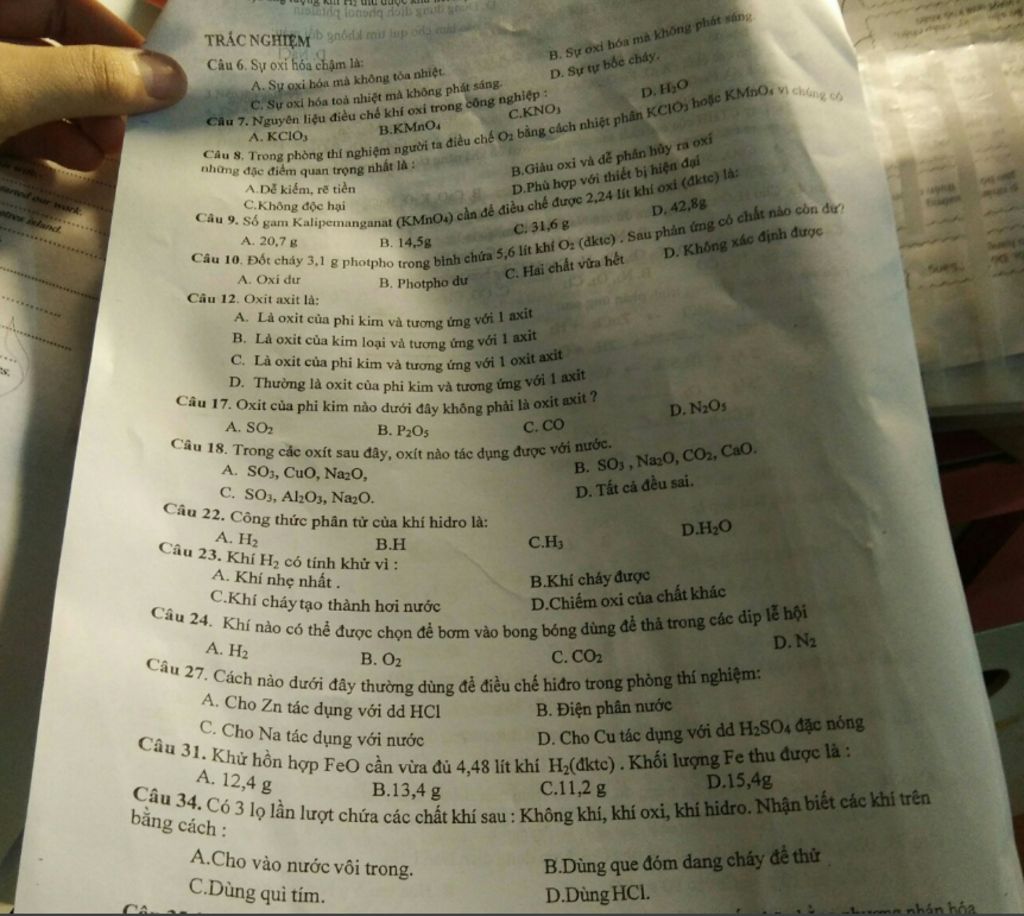 TRẮC NGHIỆM
Câu 6. Sự oxi hóa chậm là:
A. Sự oxi hóa mà không tỏa nhiệt. B. Sự oxi hóa mà không phát sáng.
C. Sự oxi hóa toả nhiệt mà không phát sáng. D. Sự tự bốc cháy.
Câu 7. Nguyên liệu điều chế khí oxi trong công nghiệp :
A. KClO₃ B.KMnO₄ C.KNO₃ D. H₂O
Câu 8. Trong phòng thí nghiệm người ta điều chế O₂ bằng cách nhiệt phân KClO₃ hoặc KMnO₄ vì chúng có
những đặc điểm quan trọng nhất là :
A.Dễ kiếm, rẽ tiền B.Giàu oxi và dễ phân hủy ra oxi
C.Không độc hại D.Phù hợp với thiết bị hiện đại
Câu 9. Số gam Kalipemanganat (KMnO₄) cần để điều chế được 2,24 lít khí oxi (đktc) là:
A. 20,7 g B. 14,5g C. 31,6 g D. 42,8g
Câu 10. Đốt cháy 3,1 g photpho trong bình chứa 5,6 lít khí O₂ (đktc) . Sau phản ứng có chất nào còn dư?
A. Oxi dư B. Photpho dư C. Hai chất vừa hết D. Không xác định được
Câu 12. Oxit axit là:
A. Là oxit của phi kim và tương ứng với 1 axit
B. Là oxit của kim loại và tương ứng với 1 axit
C. Là oxit của phi kim và tương ứng với 1 oxit axit
D. Thường là oxit của phi kim và tương ứng với 1 axit
Câu 17. Oxit của phi kim nào dưới đây không phải là oxit axit ?
A. SO₂ B. P₂O₅ C. CO D. N₂O₅
Câu 18. Trong các oxít sau đây, oxít nào tác dụng được với nước.
A. SO₃, CuO, Na₂O, B. SO₃ , Na₂O, CO₂, CaO.
C. SO₃, Al₂O₃, Na₂O. D. Tất cả đều sai.
Câu 22. Công thức phân tử của khí hidro là:
A. H₂ B.H C.H₃ D.H₂O
Câu 23. Khí H₂ có tính khử vì :
A. Khí nhẹ nhất . B.Khí cháy được
C.Khí cháy tạo thành hơi nước D.Chiếm oxi của chất khác
Câu 24. Khí nào có thể được chọn để bơm vào bong bóng dùng để thả trong các dịp lễ hội
A. H₂ B. O₂ C. CO₂ D. N₂
Câu 27. Cách nào dưới đây thường dùng để điều chế hiđro trong phòng thí nghiệm:
A. Cho Zn tác dụng với dd HCl B. Điện phân nước
C. Cho Na tác dụng với nước D. Cho Cu tác dụng với dd H₂SO₄ đặc nóng
Câu 31. Khử hỗn hợp FeO cần vừa đủ 4,48 lít khí H₂(đktc) . Khối lượng Fe thu được là :
A. 12,4 g B.13,4 g C.11,2 g D.15,4g
Câu 34. Có 3 lọ lần lượt chứa các chất khí sau : Không khí, khí oxi, khí hidro. Nhận biết các khí trên
bằng cách :
A.Cho vào nước vôi trong. B.Dùng que đóm đang cháy để thử
C.Dùng quì tím. D.Dùng HCl.